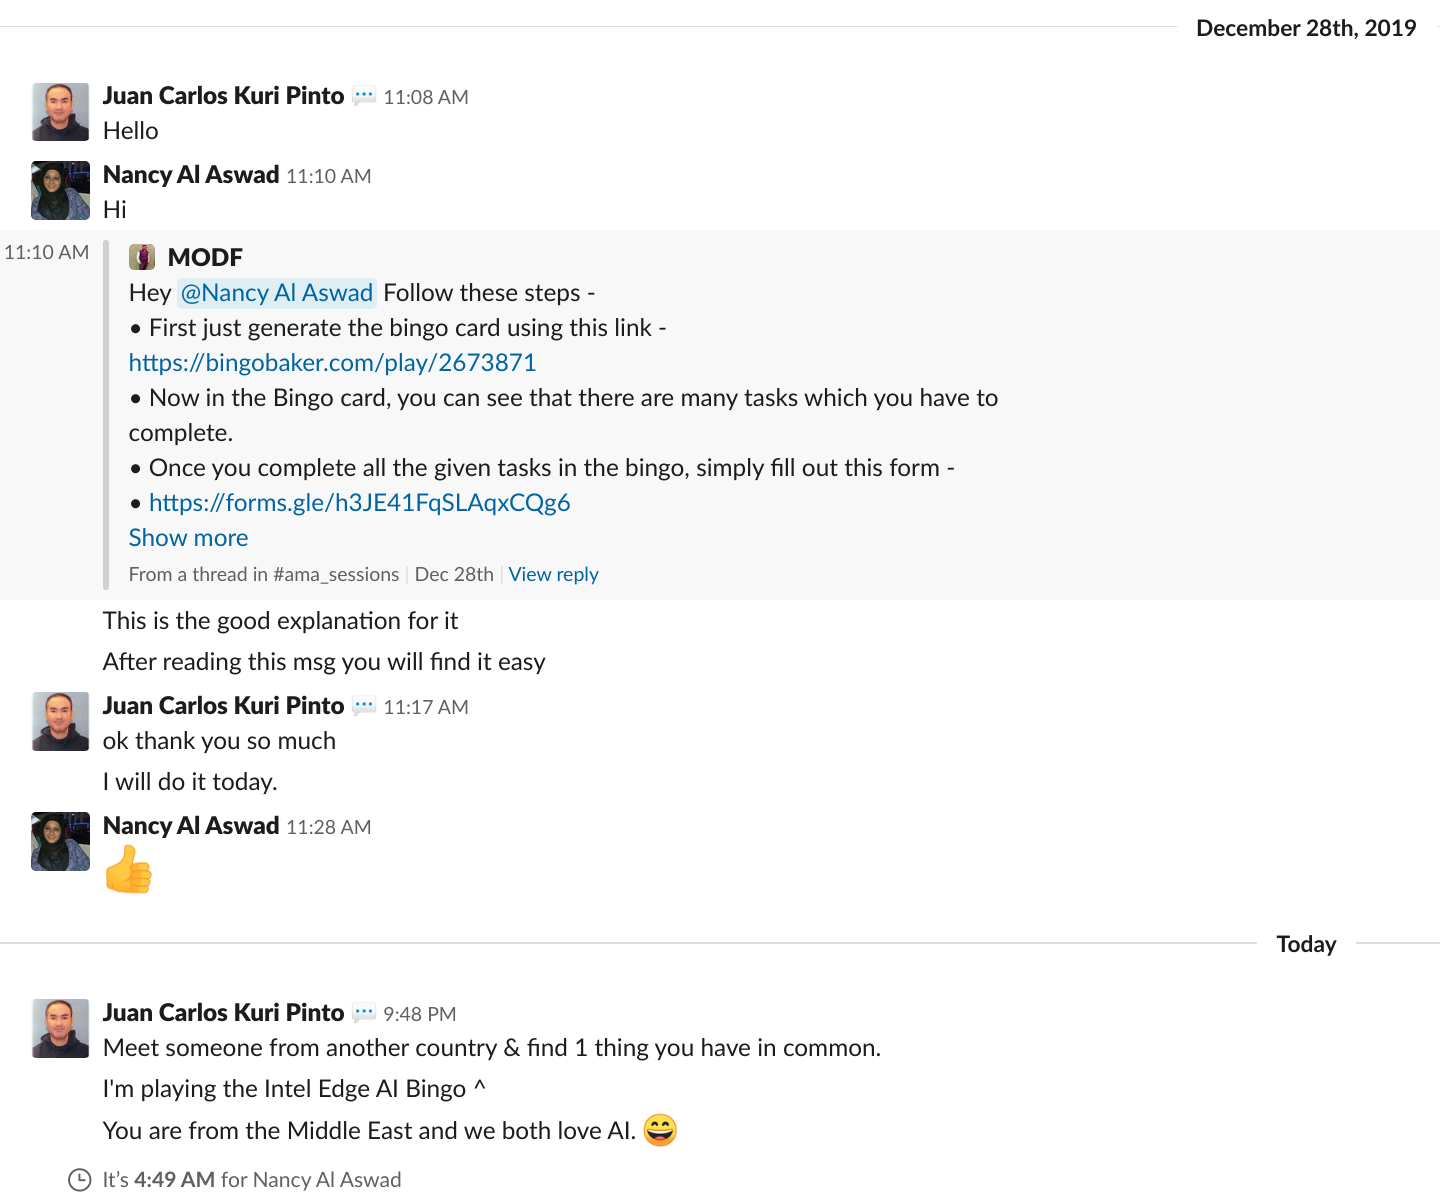 December 28th, 2019
Juan Carlos Kuri Pinto 11:08 AM
Hello
Nancy Al Aswad 11:10 AM
Hi
11:10 AM MODF
Hey @Nancy Al Aswad Follow these steps -
• First just generate the bingo card using this link -
https://bingobaker.com/play/2673871
• Now in the Bingo card, you can see that there are many tasks which you have to
complete.
• Once you complete all the given tasks in the bingo, simply fill out this form -
• https://forms.gle/h3JE41FqSLAqxCQg6
Show more
From a thread in #ama_sessions | Dec 28th | View reply
This is the good explanation for it
After reading this msg you will find it easy
Juan Carlos Kuri Pinto 11:17 AM
ok thank you so much
I will do it today.
Nancy Al Aswad 11:28 AM
👍
Today
Juan Carlos Kuri Pinto 9:48 PM
Meet someone from another country & find 1 thing you have in common.
I'm playing the Intel Edge AI Bingo ^
You are from the Middle East and we both love AI. 😄
It’s 4:49 AM for Nancy Al Aswad